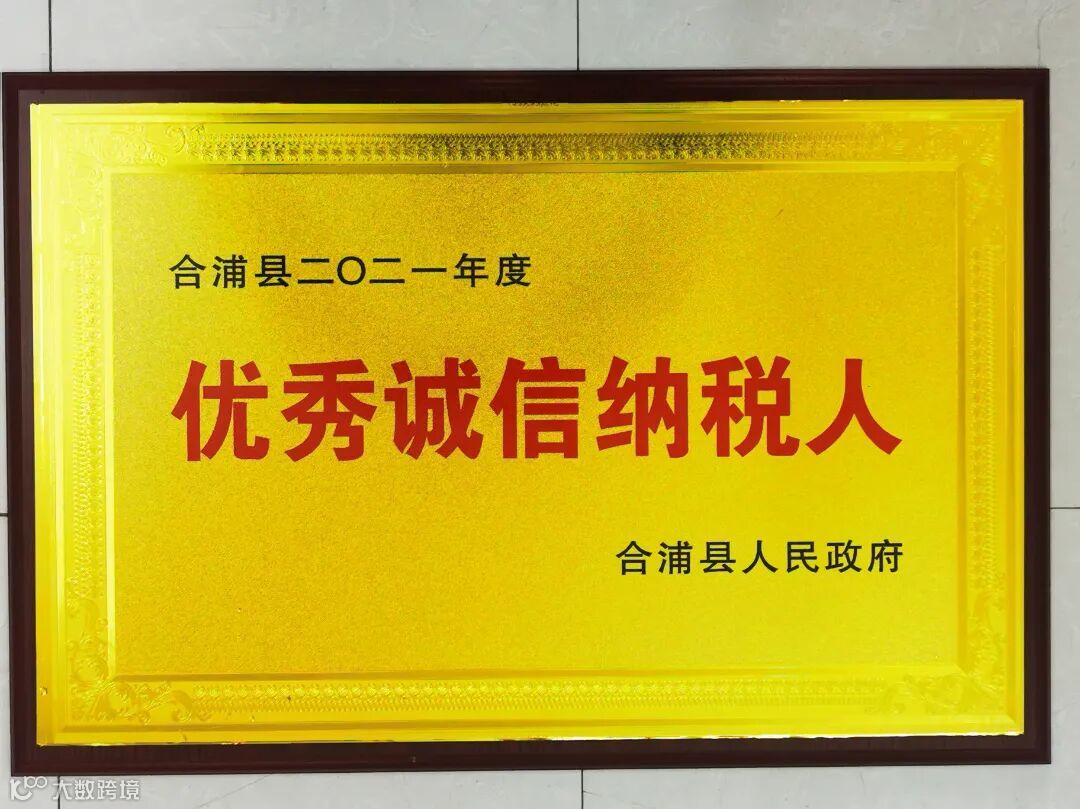 合浦县二〇二一年度
优秀诚信纳税人
合浦县人民政府
大数跨境